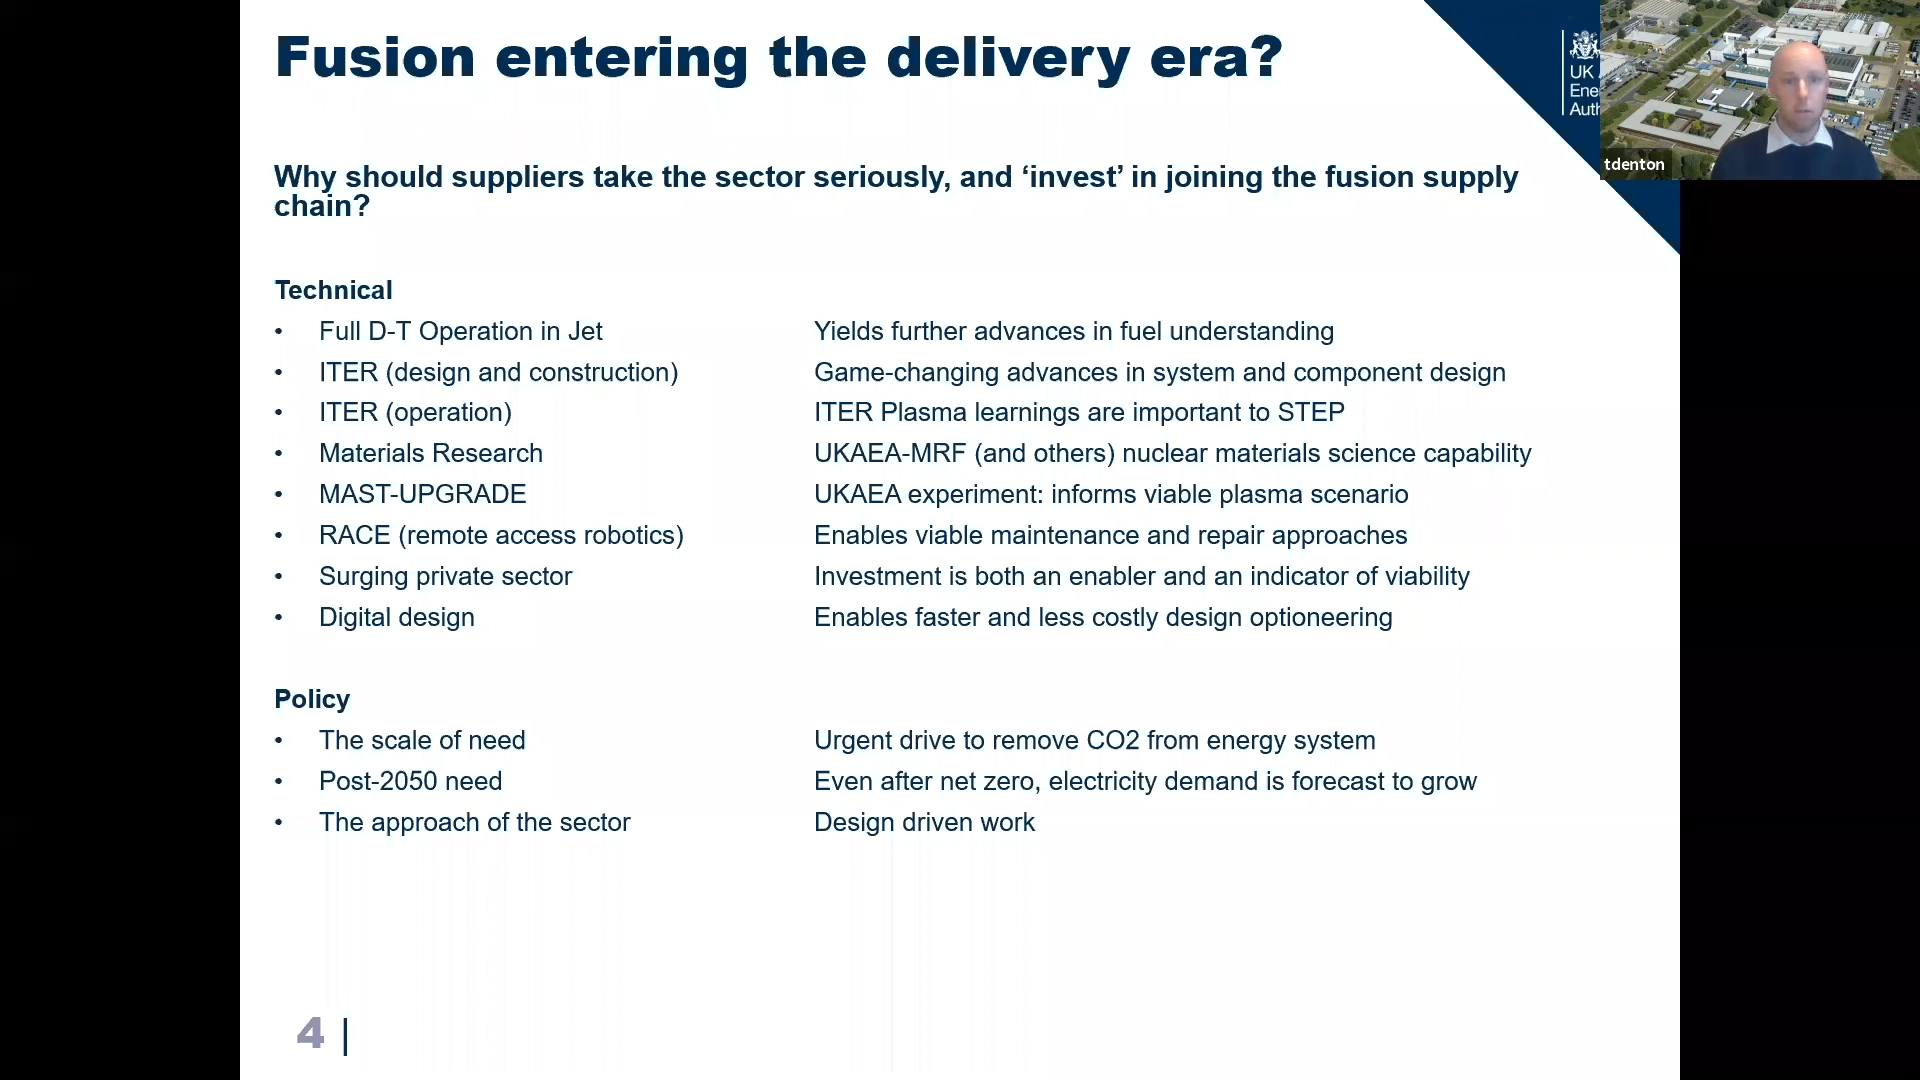 Fusion entering the delivery era?
UK
Ene
Auth
tdenton
Why should suppliers take the sector seriously, and ‘invest’ in joining the fusion supply
chain?
Technical
• Full D-T Operation in Jet Yields further advances in fuel understanding
• ITER (design and construction) Game-changing advances in system and component design
• ITER (operation) ITER Plasma learnings are important to STEP
• Materials Research UKAEA-MRF (and others) nuclear materials science capability
• MAST-UPGRADE UKAEA experiment: informs viable plasma scenario
• RACE (remote access robotics) Enables viable maintenance and repair approaches
• Surging private sector Investment is both an enabler and an indicator of viability
• Digital design Enables faster and less costly design optioneering
Policy
• The scale of need Urgent drive to remove CO2 from energy system
• Post-2050 need Even after net zero, electricity demand is forecast to grow
• The approach of the sector Design driven work
4 |